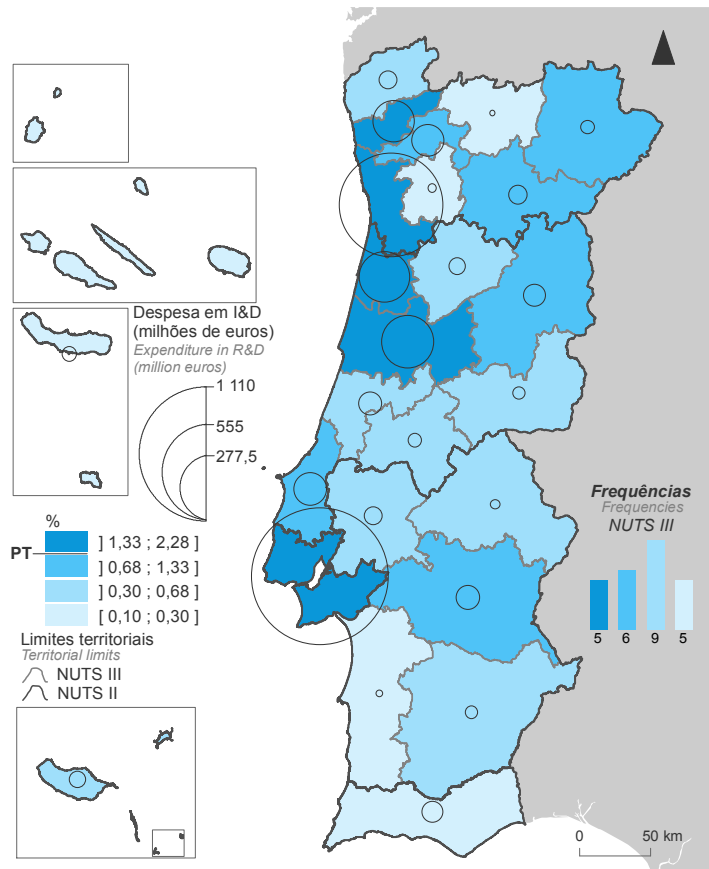 Despesa em I&D
(milhões de euros)
Expenditure in R&D
(million euros)
1 110
555
277,5
%
PT
] 1,33 ; 2,28 ]
] 0,68 ; 1,33 ]
] 0,30 ; 0,68 ]
[ 0,10 ; 0,30 ]
Limites territoriais
Territorial limits
NUTS III
NUTS II
Frequências
Frequencies
NUTS III
5 6 9 5
0 50 km